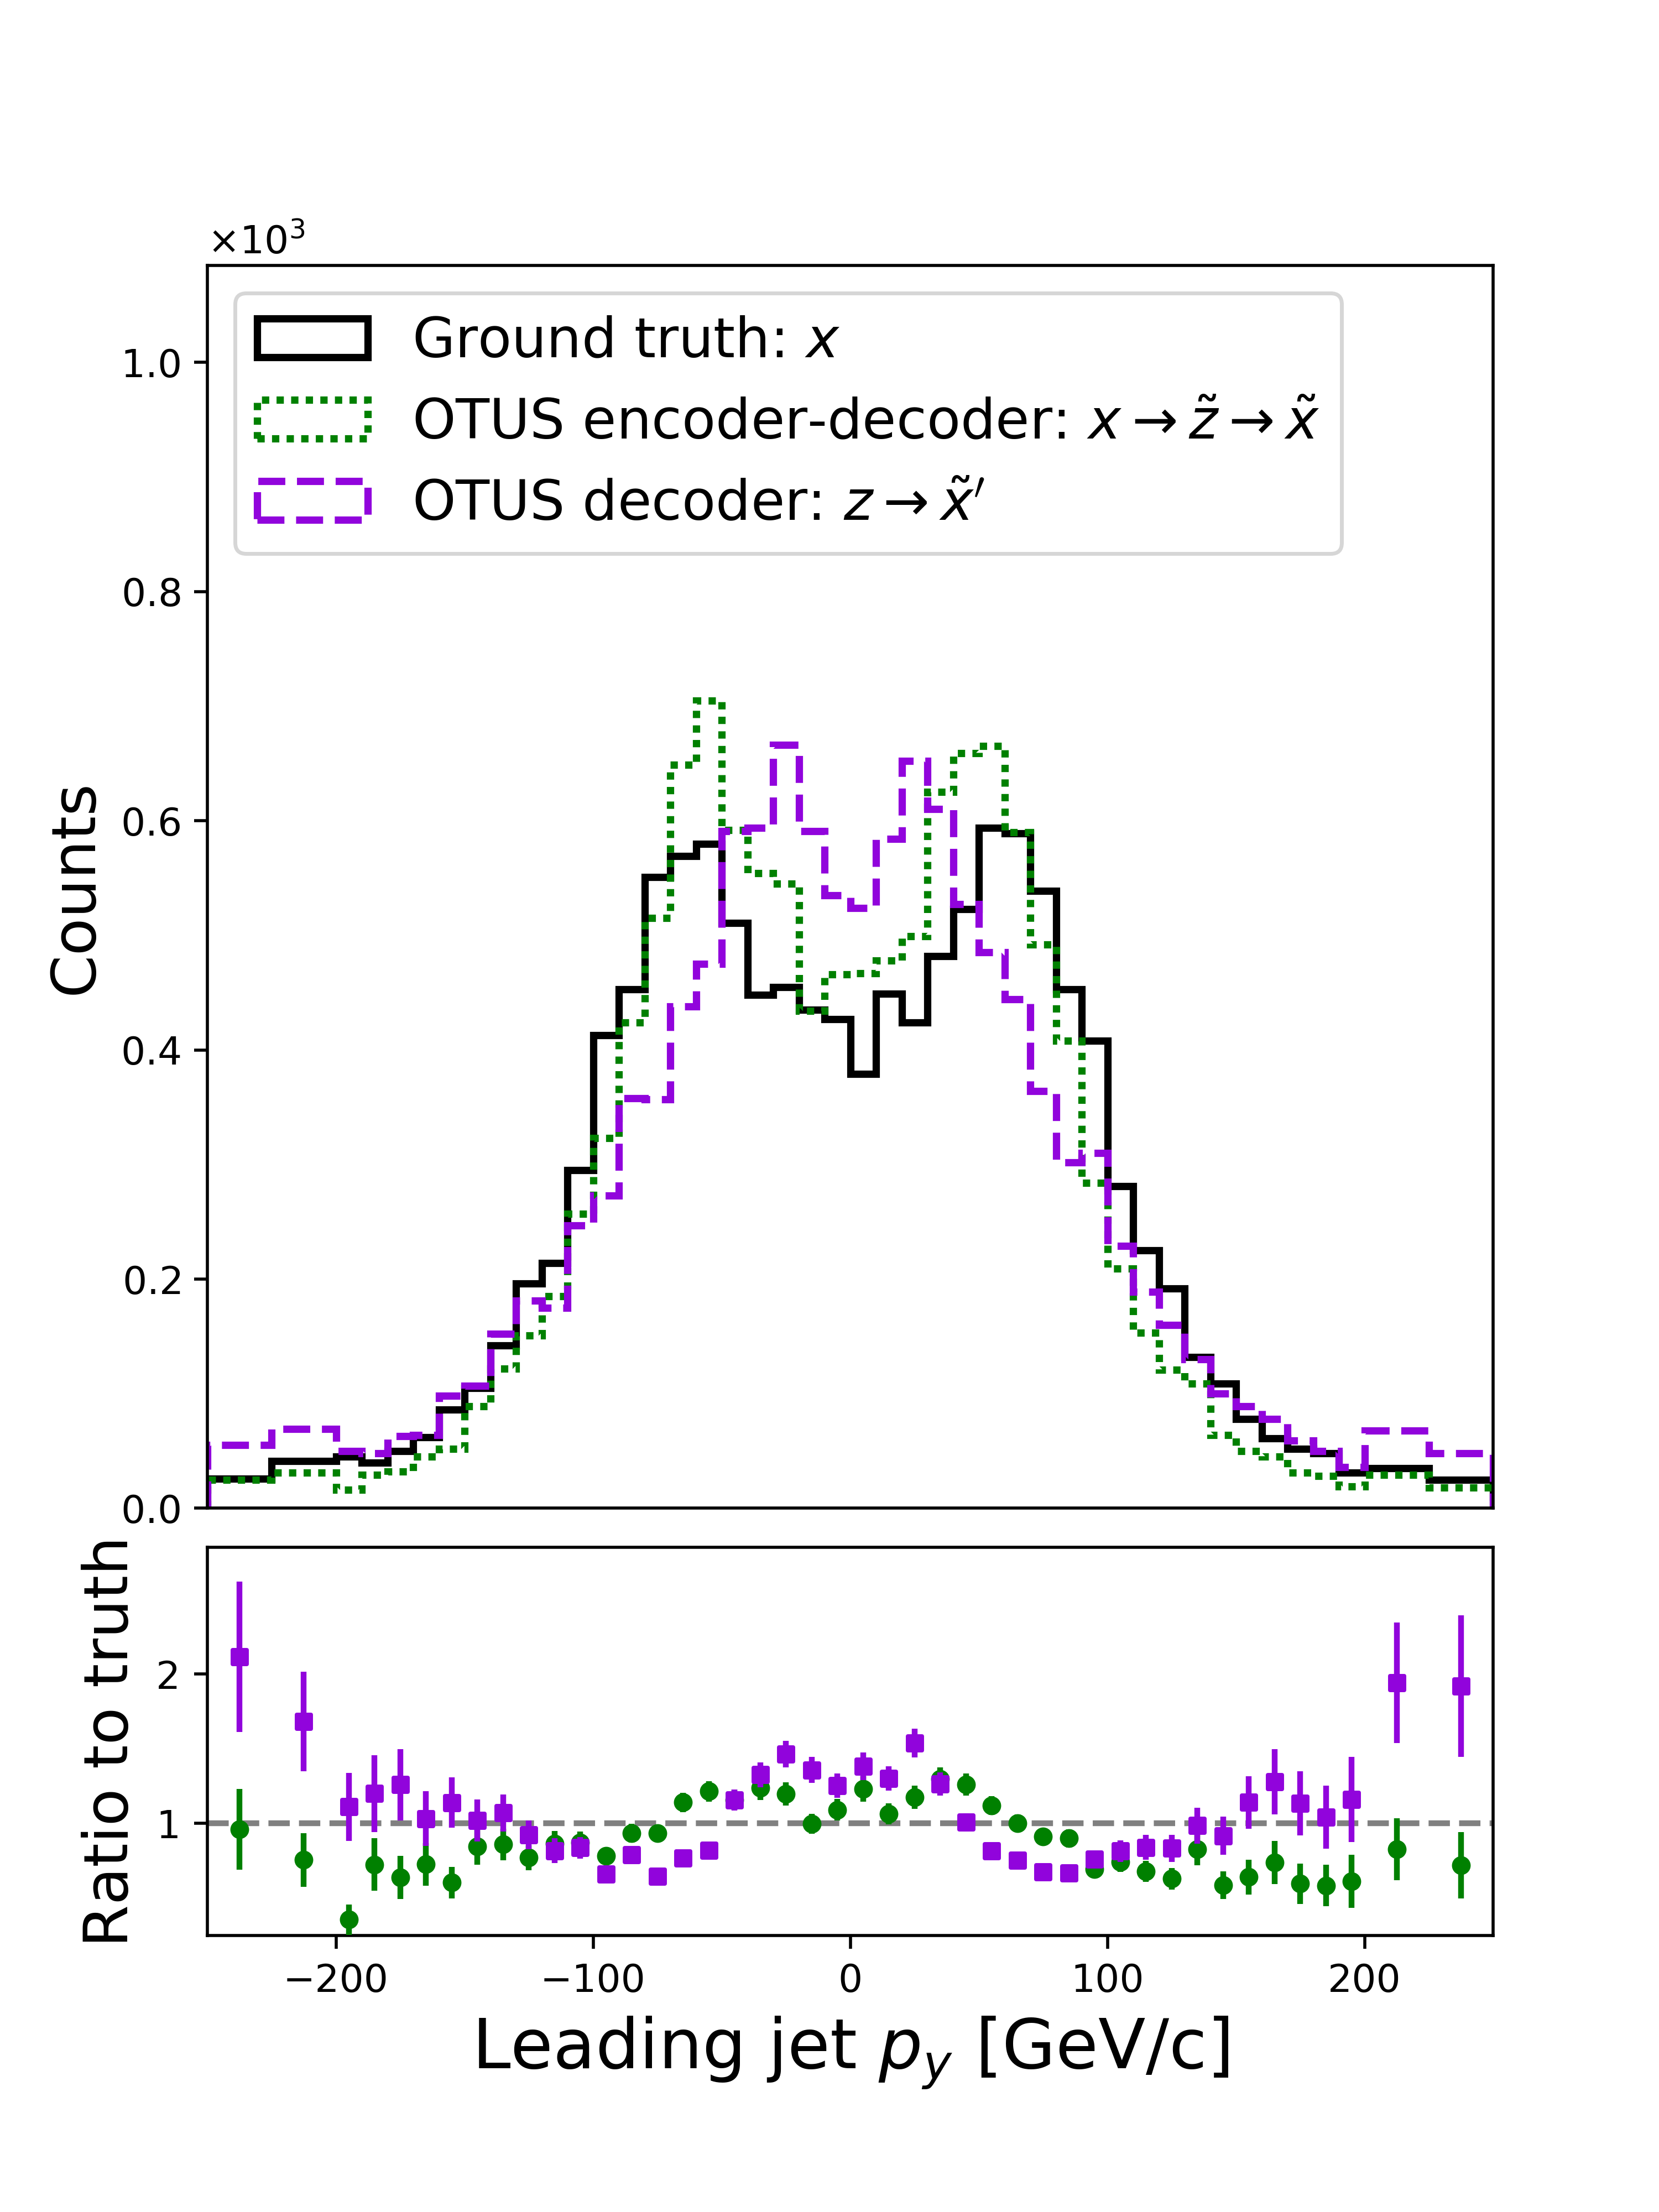 ×10³
1.0
0.8
0.6
0.4
0.2
0.0
Counts
Ground truth: x
OTUS encoder-decoder: x → z̃ → x̃
OTUS decoder: z → x̃′
Ratio to truth
2
1
−200 −100 0 100 200
Leading jet p_y [GeV/c]